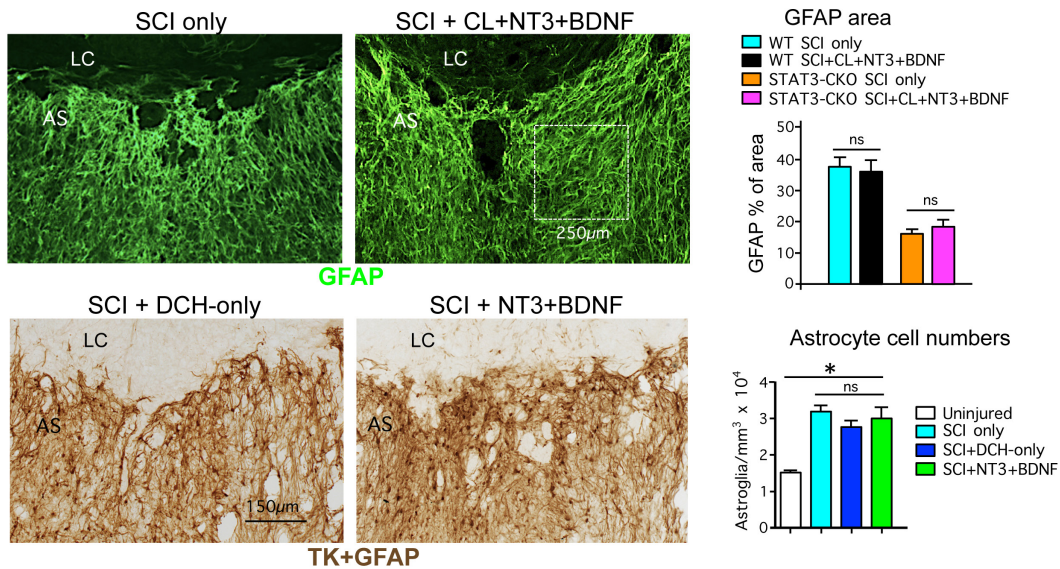 SCI only
SCI + CL+NT3+BDNF
LC
LC
AS
AS
250µm
GFAP
SCI + DCH-only
SCI + NT3+BDNF
LC
LC
AS
AS
150µm
TK+GFAP
GFAP area
WT SCI only
WT SCI+CL+NT3+BDNF
STAT3-CKO SCI only
STAT3-CKO SCI+CL+NT3+BDNF
GFAP % of area
50
40
30
20
10
0
ns
ns
Astrocyte cell numbers
Astroglia/mm³ x 10⁴
4
3
2
1
0
*
ns
Uninjured
SCI only
SCI+DCH-only
SCI+NT3+BDNF